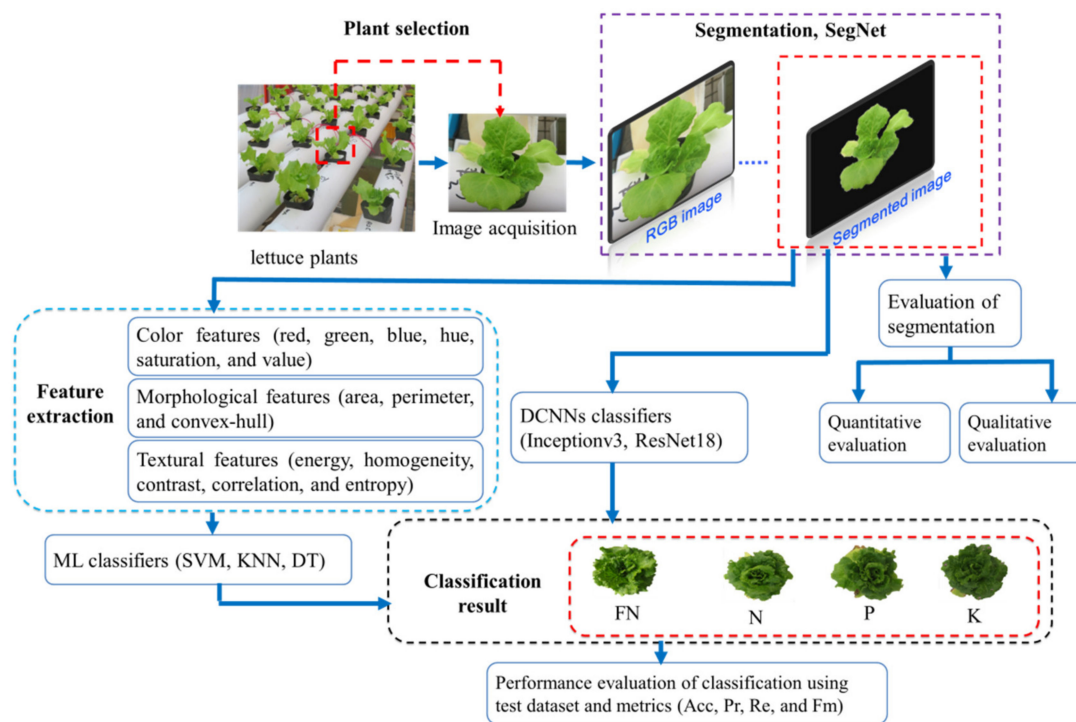 Plant selection
Segmentation, SegNet
Image acquisition
RGB image
Segmented image
lettuce plants
Evaluation of
segmentation
Quantitative
evaluation
Qualitative
evaluation
Feature
extraction
Color features (red, green, blue, hue,
saturation, and value)
Morphological features (area, perimeter,
and convex-hull)
Textural features (energy, homogeneity,
contrast, correlation, and entropy)
DCNNs classifiers
(Inceptionv3, ResNet18)
ML classifiers (SVM, KNN, DT)
Classification
result
FN
N
P
K
Performance evaluation of classification using
test dataset and metrics (Acc, Pr, Re, and Fm)